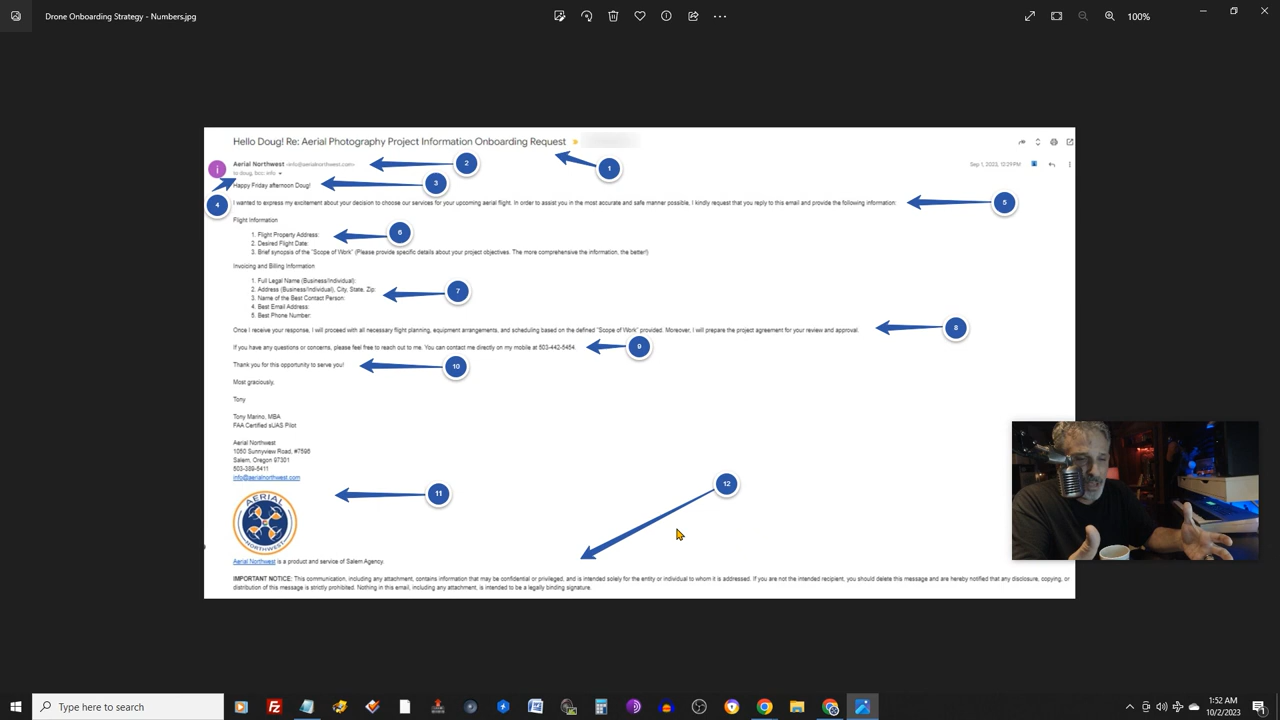 Drone Onboarding Strategy - Numbers.jpg
100%
Hello Doug! Re: Aerial Photography Project Information Onboarding Request
1
i
Aerial Northwest <info@aerialnorthwest.com>
2
Sep 1, 2023, 12:29 PM
to doug, bcc: info
Happy Friday afternoon Doug!
3
4
I wanted to express my excitement about your decision to choose our services for your upcoming aerial flight. In order to assist you in the most accurate and safe manner possible, I kindly request that you reply to this email and provide the following information:
5
Flight Information
1. Flight Property Address:
6
2. Desired Flight Date:
3. Brief synopsis of the "Scope of Work" (Please provide specific details about your project objectives. The more comprehensive the information, the better!)
Invoicing and Billing Information
1. Full Legal Name (Business/Individual):
2. Address (Business/Individual), City, State, Zip:
7
3. Name of the Best Contact Person:
4. Best Email Address:
5. Best Phone Number:
Once I receive your response, I will proceed with all necessary flight planning, equipment arrangements, and scheduling based on the defined "Scope of Work" provided. Moreover, I will prepare the project agreement for your review and approval.
8
If you have any questions or concerns, please feel free to reach out to me. You can contact me directly on my mobile at 503-442-5454.
9
Thank you for this opportunity to serve you!
10
Most graciously,
Tony
Tony Marino, MBA
FAA Certified sUAS Pilot
Aerial Northwest
1050 Sunnyview Road, #7595
Salem, Oregon 97301
503-389-5411
info@aerialnorthwest.com
11
12
AERIAL
NORTHWEST
Aerial Northwest is a product and service of Salem Agency.
IMPORTANT NOTICE: This communication, including any attachment, contains information that may be confidential or privileged, and is intended solely for the entity or individual to whom it is addressed. If you are not the intended recipient, you should delete this message and are hereby notified that any disclosure, copying, or
distribution of this message is strictly prohibited. Nothing in this email, including any attachment, is intended to be a legally binding signature.
Type here to search
1:52 AM
10/2/2023